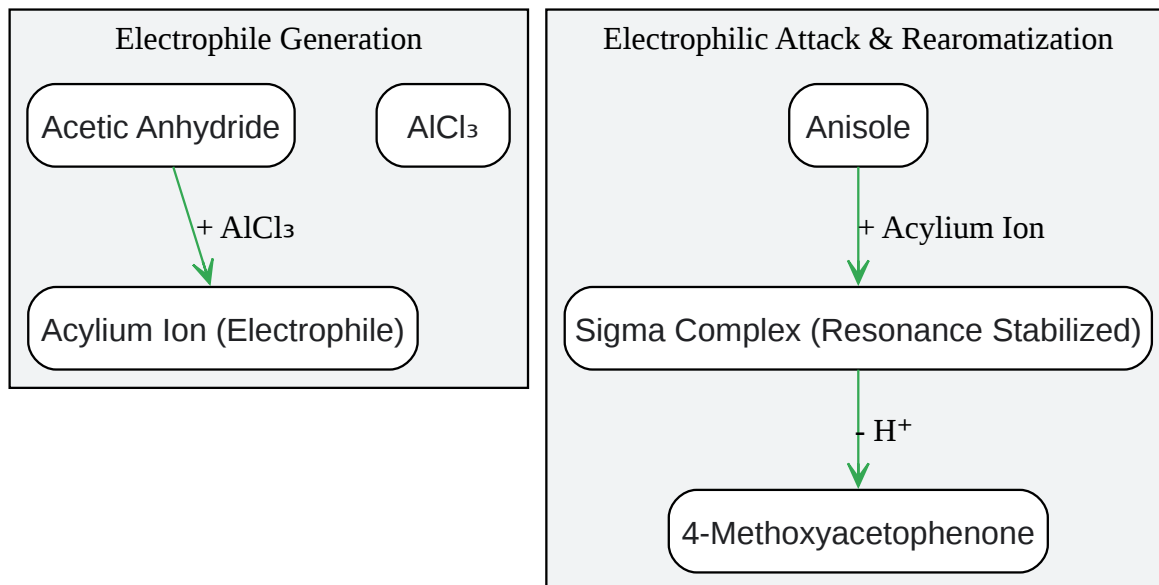 Electrophile Generation
Acetic Anhydride
AlCl₃
+ AlCl₃
Acylium Ion (Electrophile)
Electrophilic Attack & Rearomatization
Anisole
+ Acylium Ion
Sigma Complex (Resonance Stabilized)
- H⁺
4-Methoxyacetophenone